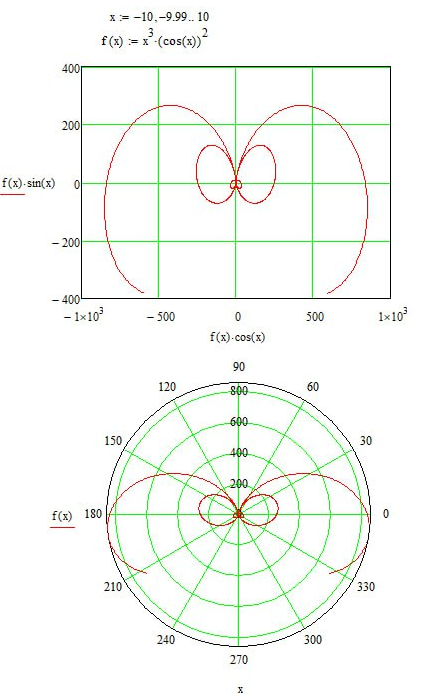 x := −10,−9.99.. 10
f(x) := x³·(cos(x))²
400
200
f(x)·sin(x) 0
−200
−400
−1×10³ −500 0 500 1×10³
f(x)·cos(x)
90
120 60
800
600
150 30
400
200
f(x) 180 0
210 330
240 300
270
x